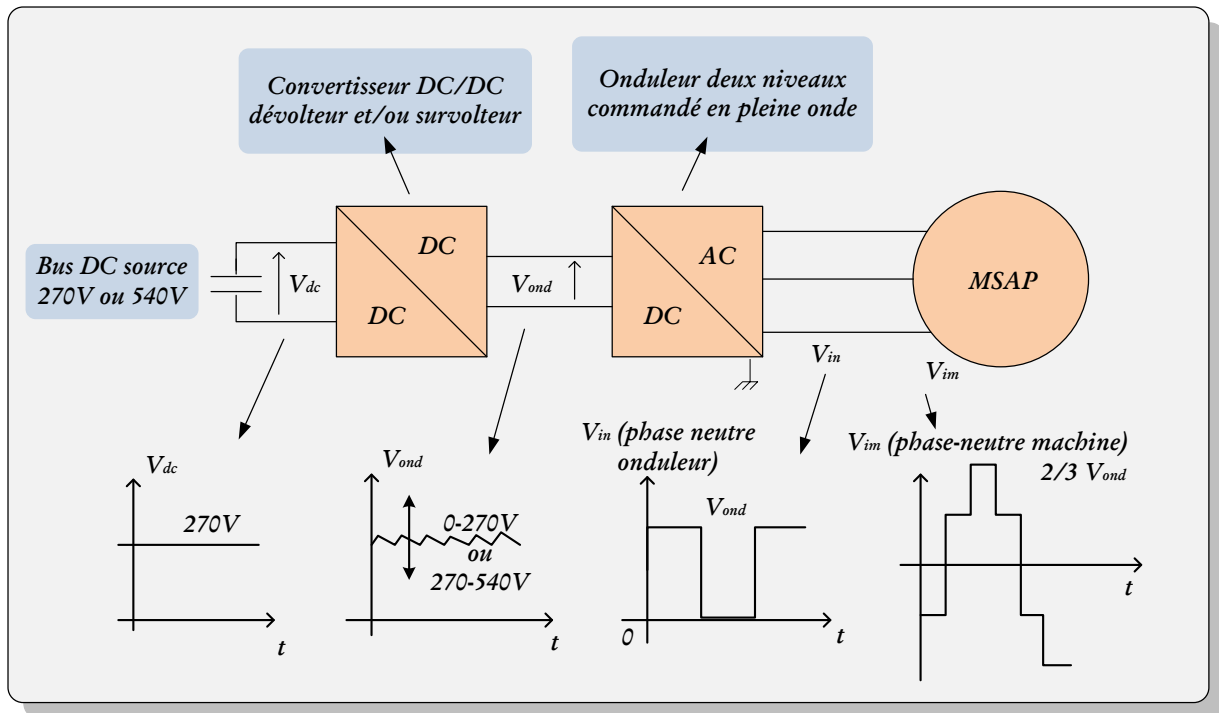 Convertisseur DC/DC
dévolteur et/ou survolteur
Onduleur deux niveaux
commandé en pleine onde
Bus DC source
270V ou 540V
Vdc
DC
DC
Vond
AC
DC
MSAP
Vin
Vim
Vdc
270V
t
Vond
0-270V
ou
270-540V
t
Vin (phase neutre
onduleur)
Vond
0
t
Vim (phase-neutre machine)
2/3 Vond
t